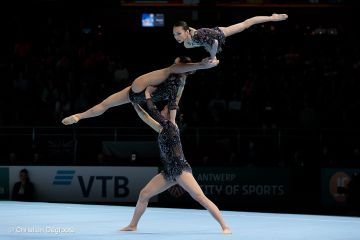 VTB
ANTWERP
CITY OF SPORTS
© Christian Degroote